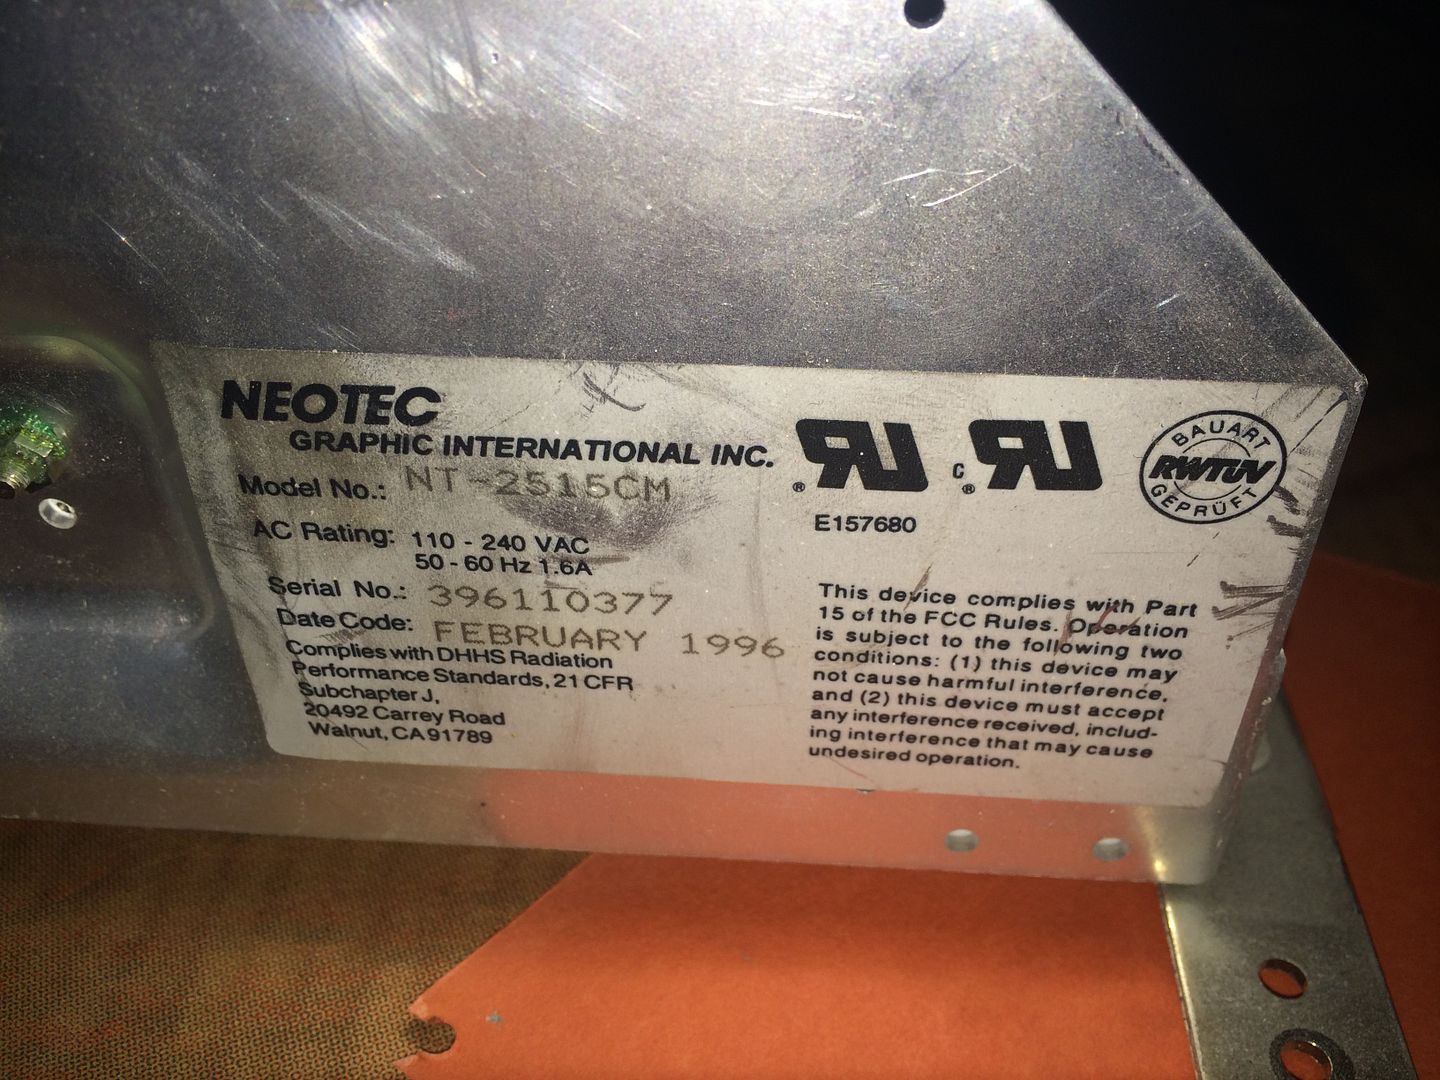 NEOTEC
GRAPHIC INTERNATIONAL INC.
Model No.: NT-2515CM
AC Rating: 110 - 240 VAC
50 - 60 Hz 1.6A
Serial No.: 396110377
Date Code: FEBRUARY 1996
Complies with DHHS Radiation
Performance Standards, 21 CFR
Subchapter J,
20492 Carrey Road
Walnut, CA 91789
RU ® C RU ®
E157680
BAUART
RWTÜV
GEPRÜFT
This device complies with Part
15 of the FCC Rules. Operation
is subject to the following two
conditions: (1) this device may
not cause harmful interference,
and (2) this device must accept
any interference received, includ-
ing interference that may cause
undesired operation.